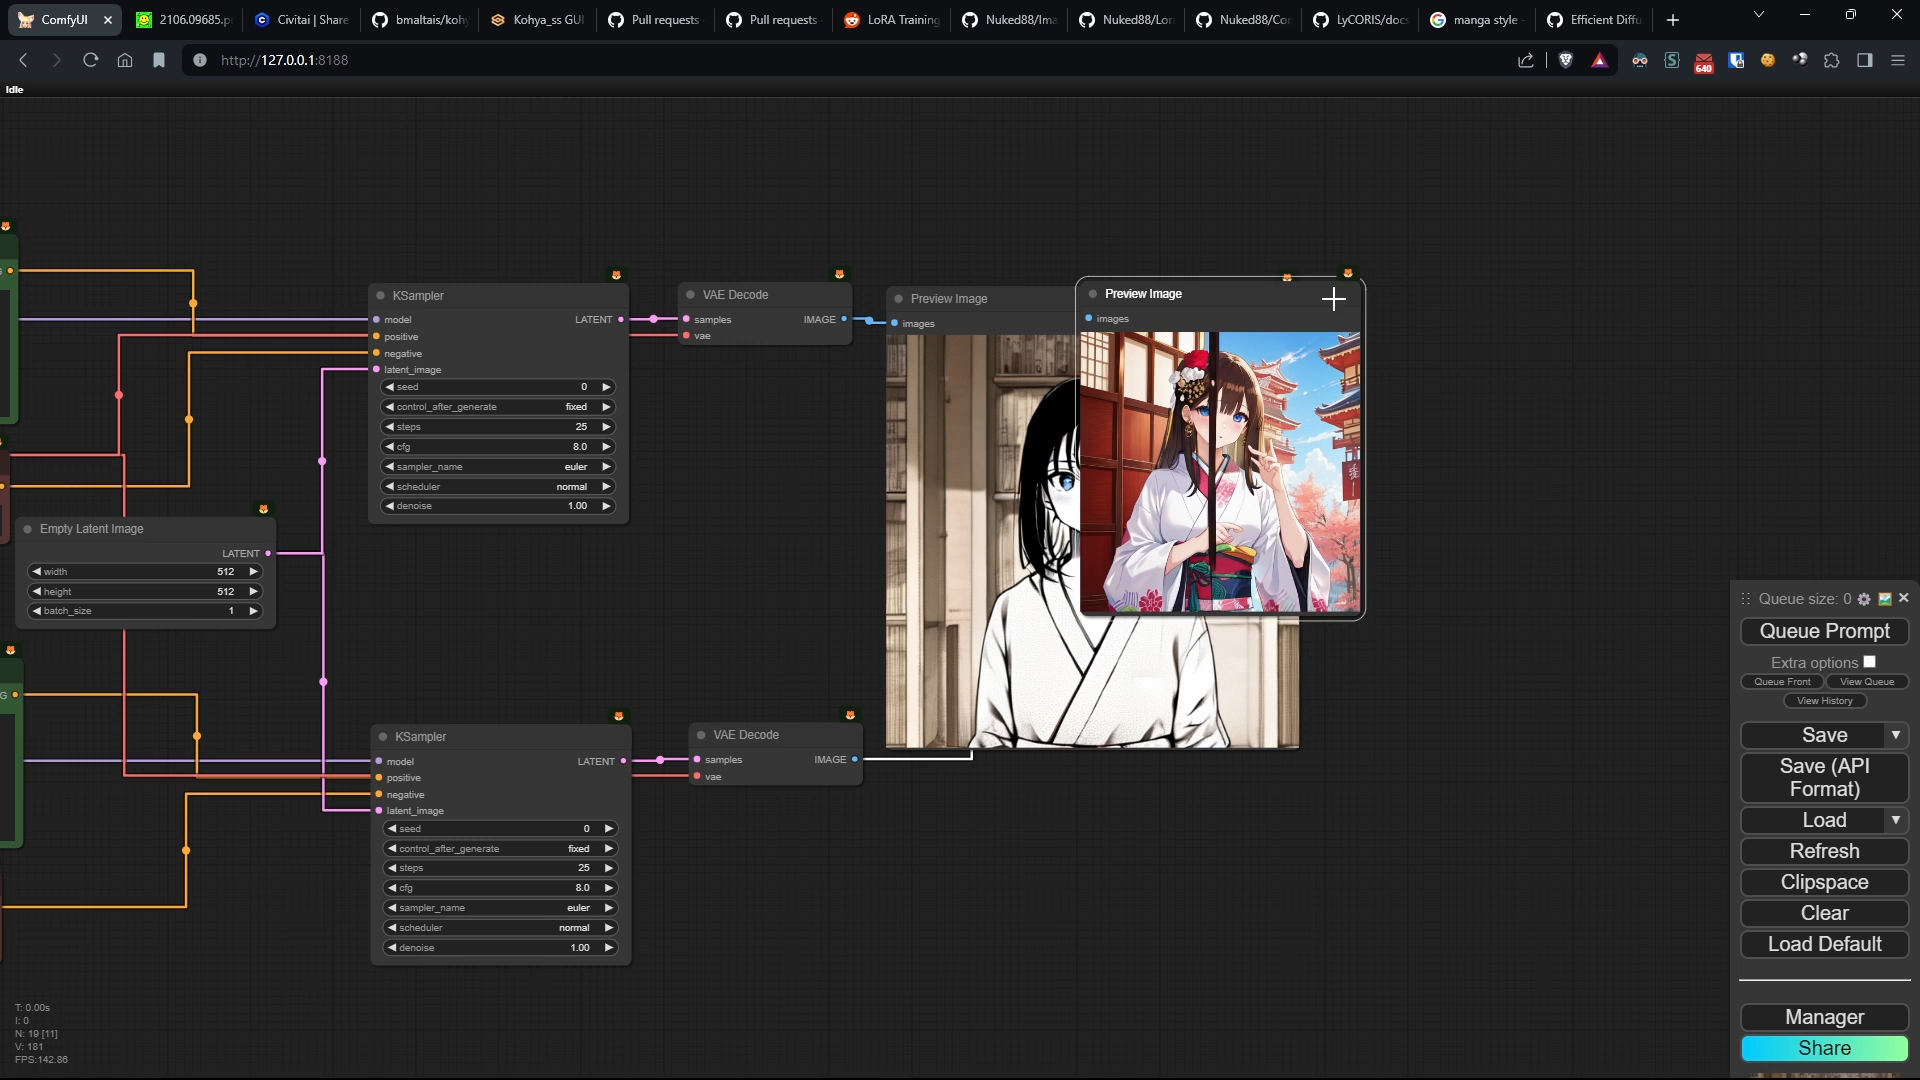 ComfyUI
2106.09685.p
Civitai | Share
bmaltais/koh
Kohya_ss GUI
Pull requests
Pull requests
LoRA Training
Nuked88/Ima
Nuked88/Lor
Nuked88/Con
LyCORIS/docs
manga style
Efficient Diffu
http://127.0.0.1:8188
640
Idle
KSampler
model
LATENT
positive
negative
latent_image
seed 0
control_after_generate fixed
steps 25
cfg 8.0
sampler_name euler
scheduler normal
denoise 1.00
VAE Decode
samples
IMAGE
vae
Preview Image
images
Preview Image
images
Empty Latent Image
LATENT
width 512
height 512
batch_size 1
G
KSampler
model
LATENT
positive
negative
latent_image
seed 0
control_after_generate fixed
steps 25
cfg 8.0
sampler_name euler
scheduler normal
denoise 1.00
VAE Decode
samples
IMAGE
vae
Queue size: 0
Queue Prompt
Extra options
Queue Front
View Queue
View History
Save
Save (API
Format)
Load
Refresh
Clipspace
Clear
Load Default
Manager
Share
T: 0.00s
I: 0
N: 19 [11]
V: 181
FPS:142.86